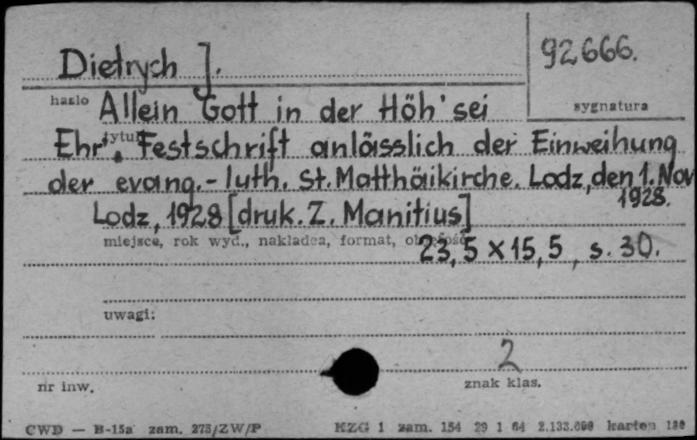 Dietrych J.
92666.
hasło
Allein Gott in der Höh' sei
sygnatura
tytuł
Ehr'. Festschrift anlässlich der Einweihung
der evang.-luth. St. Matthäikirche. Lodz, den 1. Nov
1928.
Lodz, 1928 [druk. Z. Manitius]
miejsce, rok wyd., nakładca, format, objętość
23,5 x 15,5, s. 30.
uwagi:
2
nr inw.
znak klas.
CWD — B-15a zam. 273/ZW/P
KZG 1 zam. 154 29 1 64 2.133.000 karten